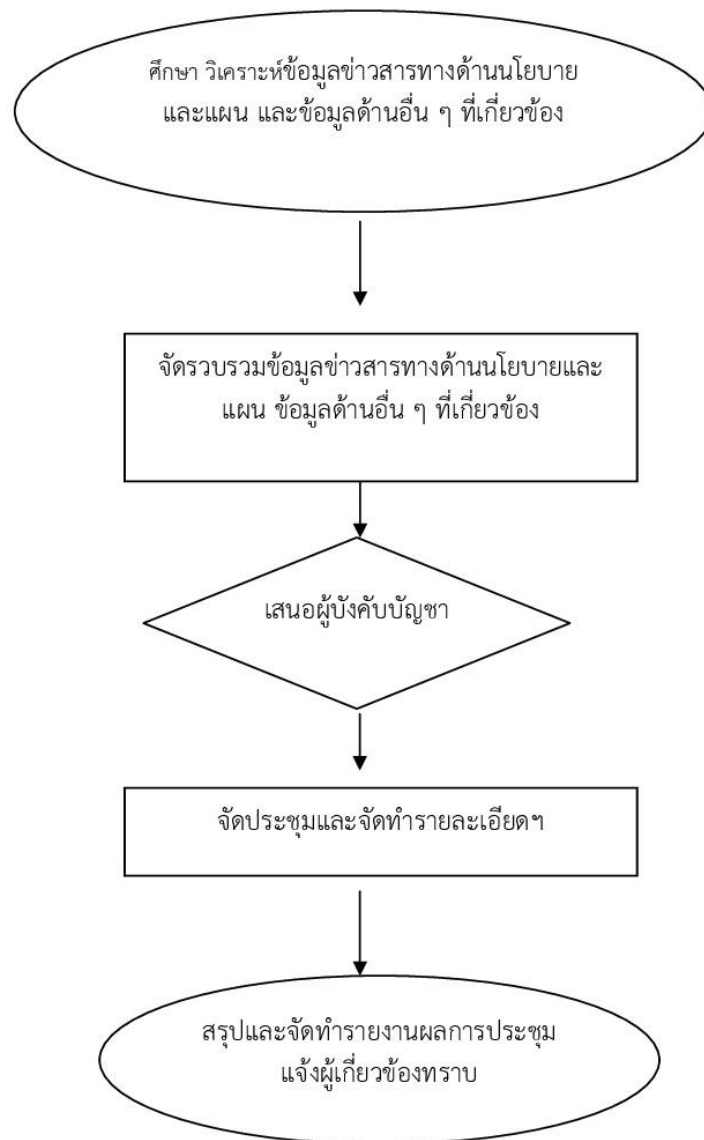 ศึกษา วิเคราะห์ข้อมูลข่าวสารทางด้านนโยบาย
และแผน และข้อมูลด้านอื่น ๆ ที่เกี่ยวข้อง
จัดรวบรวมข้อมูลข่าวสารทางด้านนโยบายและ
แผน ข้อมูลด้านอื่น ๆ ที่เกี่ยวข้อง
เสนอผู้บังคับบัญชา
จัดประชุมและจัดทำรายละเอียดฯ
สรุปและจัดทำรายงานผลการประชุม
แจ้งผู้เกี่ยวข้องทราบ